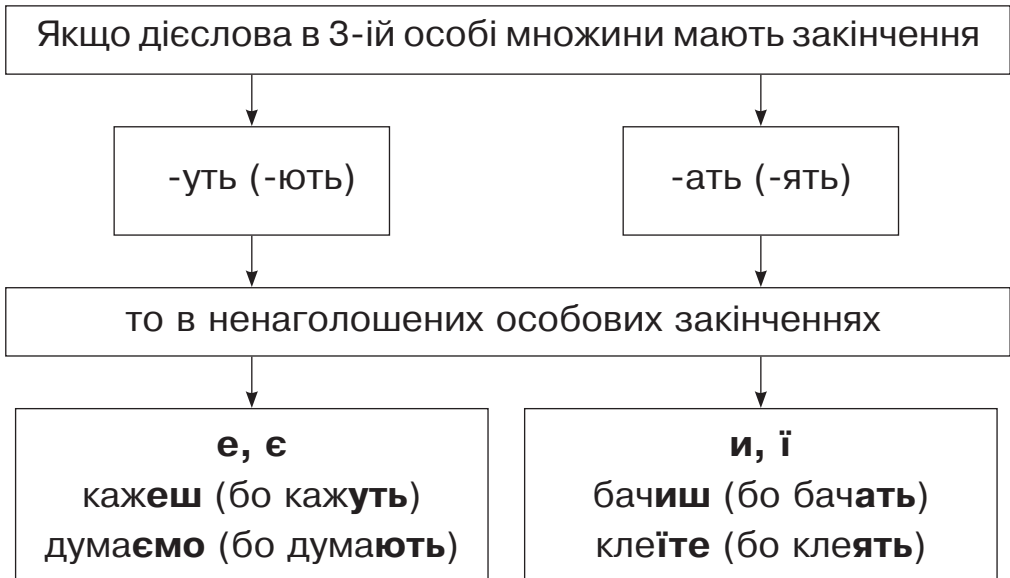 Якщо дієслова в 3-ій особі множини мають закінчення
-уть (-ють)
-ать (-ять)
то в ненаголошених особових закінченнях
е, є
кажеш (бо кажуть)
думаємо (бо думають)
и, ї
бачиш (бо бачать)
клеїте (бо клеять)